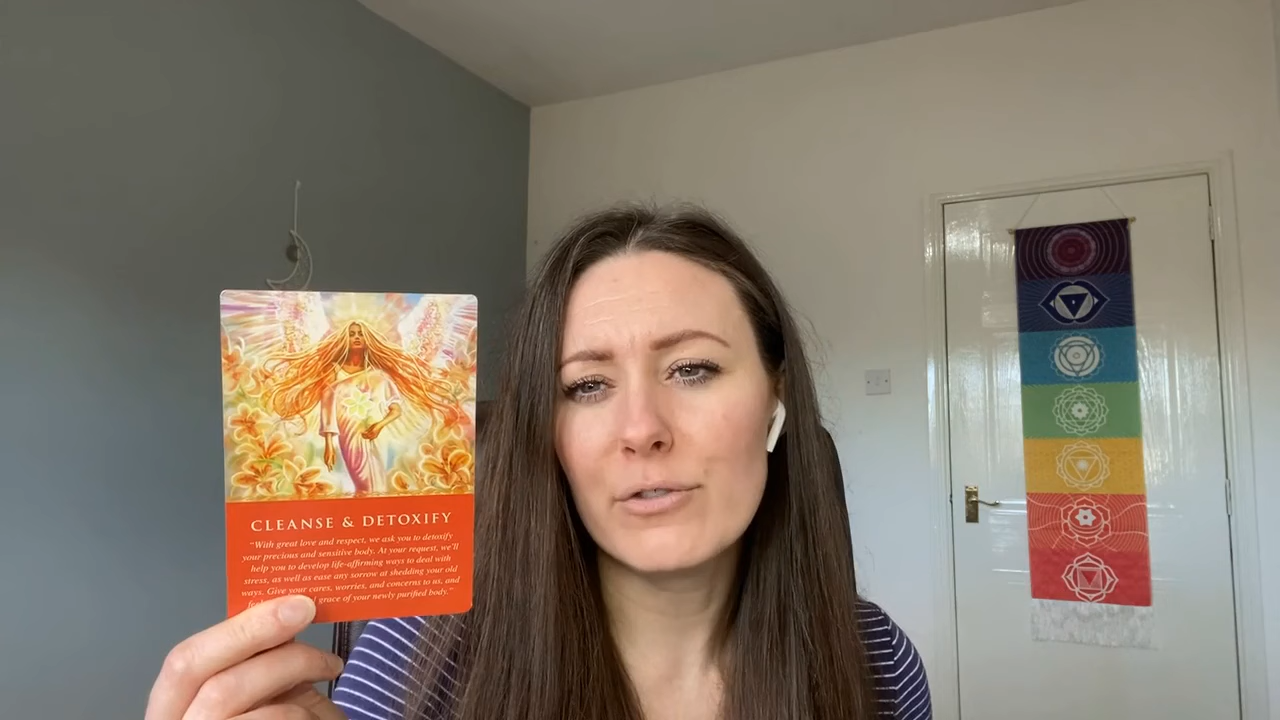 CLEANSE & DETOXIFY
"With great love and respect, we ask you to detoxify
your precious and sensitive body. At your request, we'll
help you to develop life-affirming ways to deal with
stress, as well as ease any sorrow at shedding your old
ways. Give your cares, worries, and concerns to us, and
grace of your newly purified body."